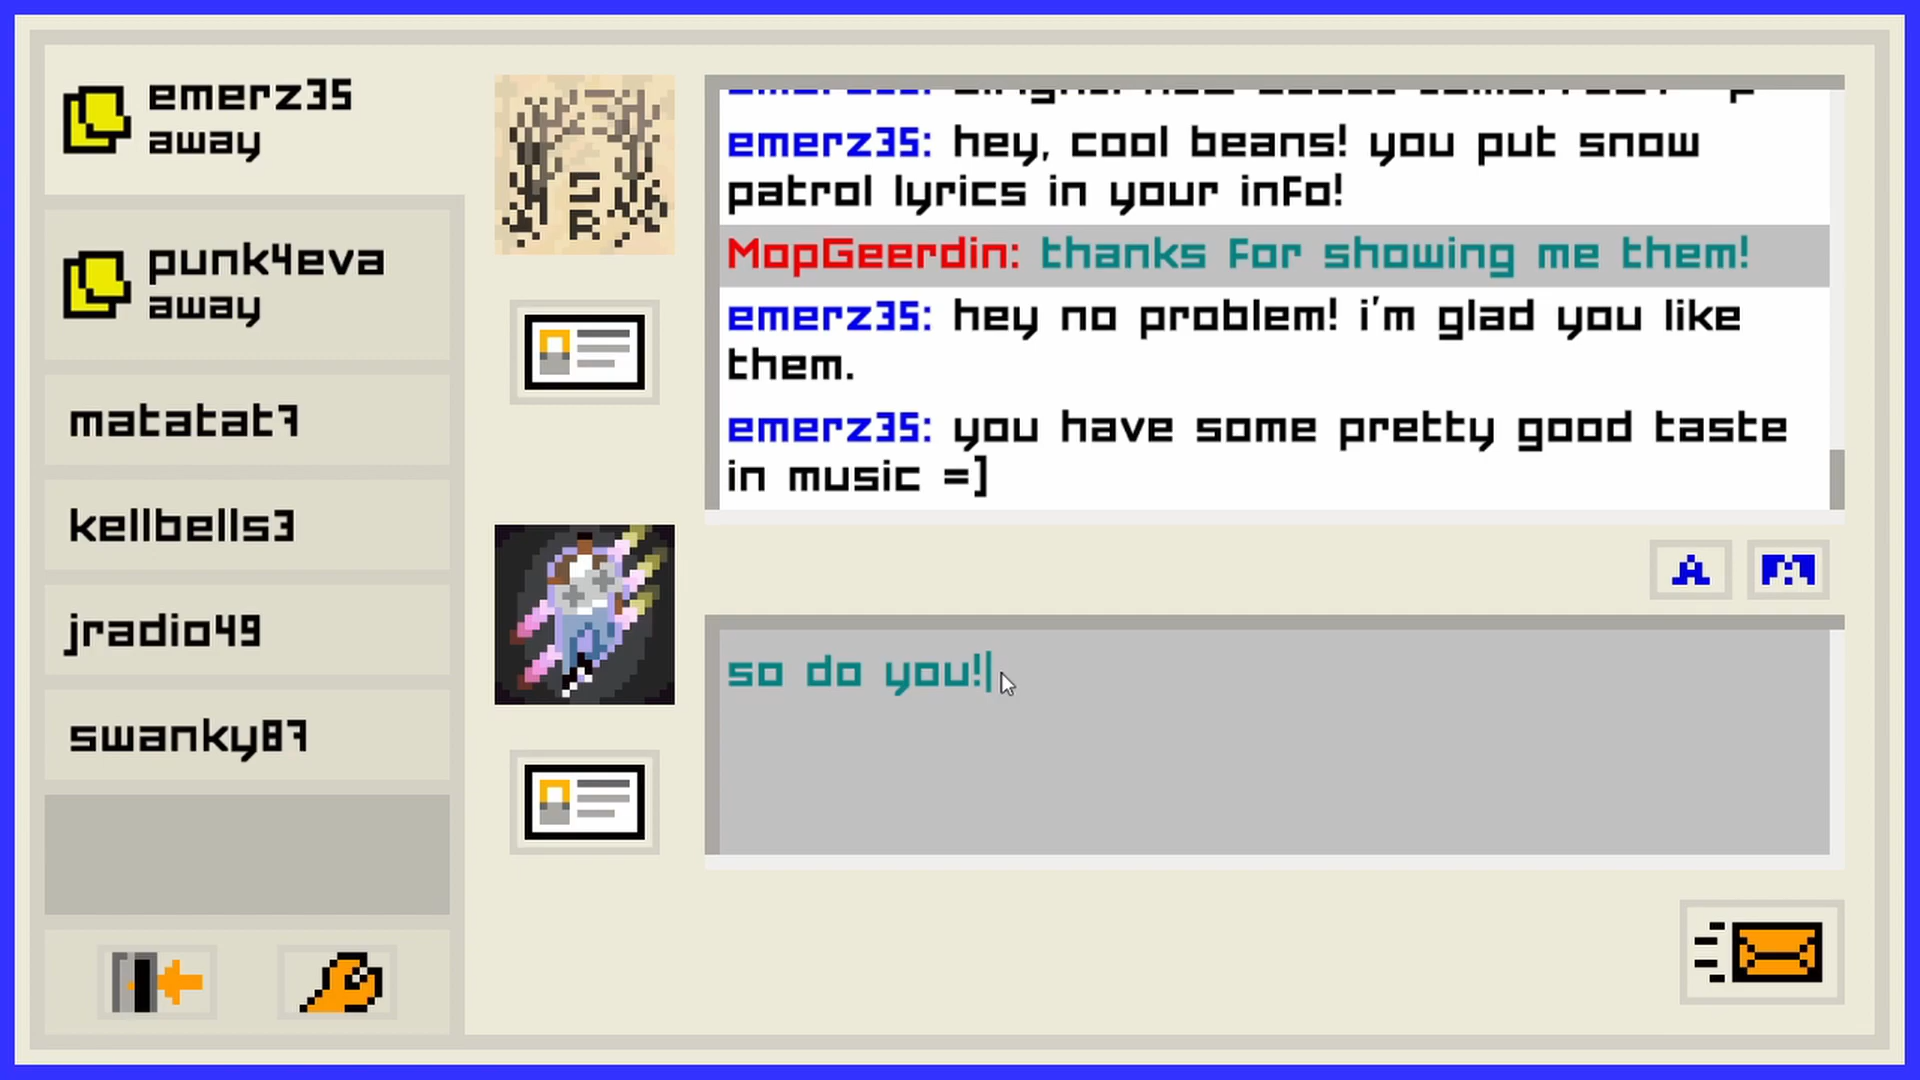 emerz35
away
punk4eva
away
matatat7
kellbells3
jradio49
swanky87
S
R
emerz35: hey, cool beans! you put snow
patrol lyrics in your info!
MopGeerdin: thanks for showing me them!
emerz35: hey no problem! i'm glad you like
them.
emerz35: you have some pretty good taste
in music =]
A
so do you!